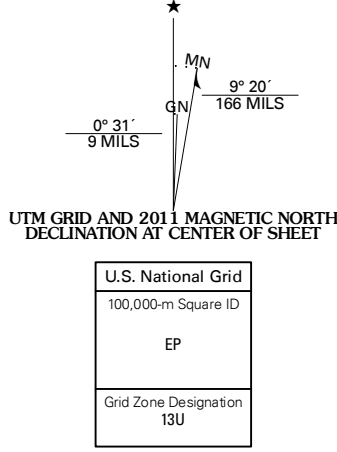 ★
MN
GN
9° 20´
166 MILS
0° 31´
9 MILS
UTM GRID AND 2011 MAGNETIC NORTH
DECLINATION AT CENTER OF SHEET
U.S. National Grid
100,000-m Square ID
EP
Grid Zone Designation
13U